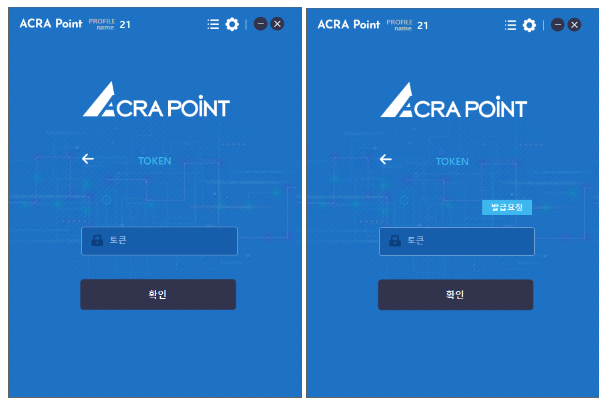 ACRA Point PROFILE name 21
ACRA POINT
TOKEN
토큰
확인
ACRA Point PROFILE name 21
ACRA POINT
TOKEN
발급요청
토큰
확인